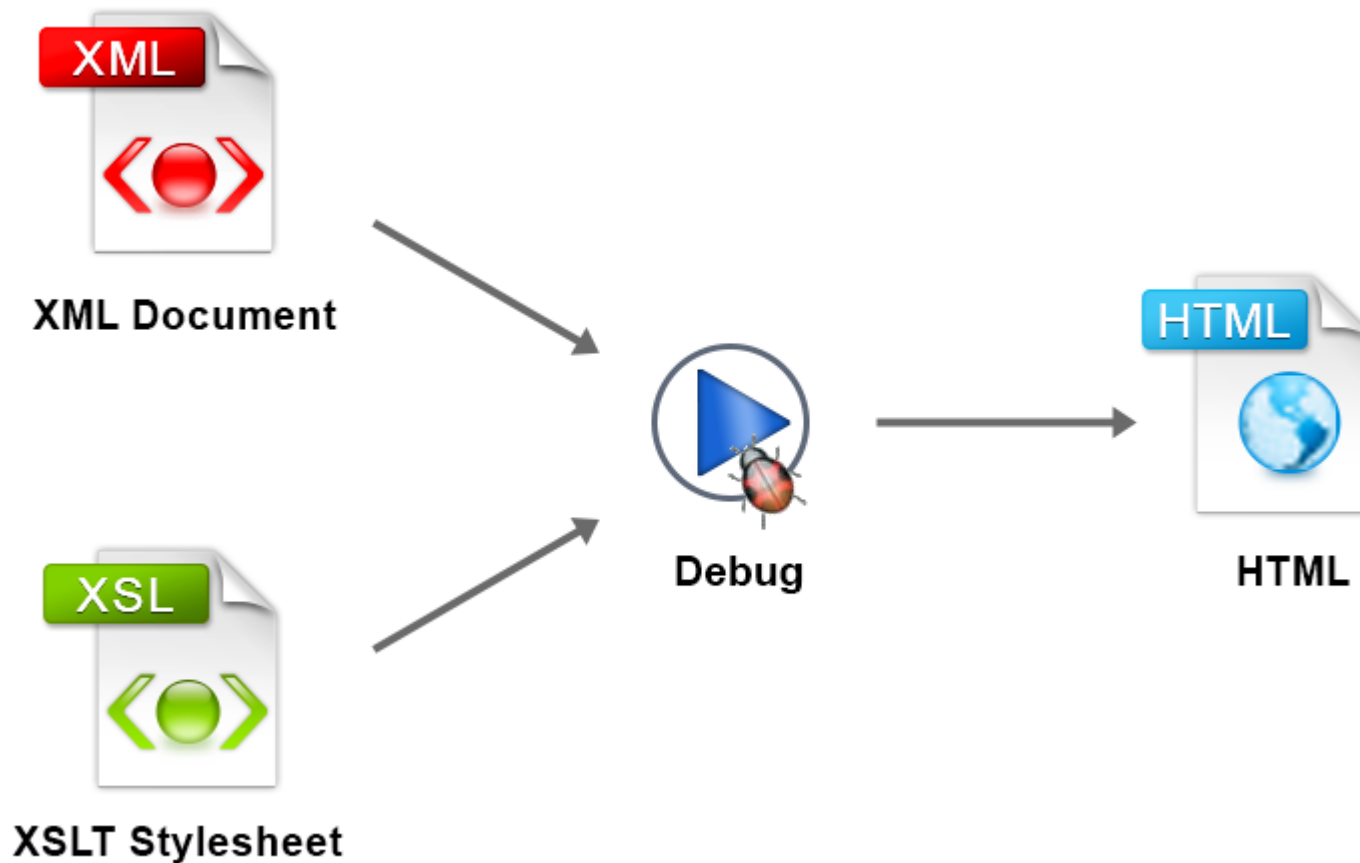 XML
XML Document
HTML
Debug
HTML
XSL
XSLT Stylesheet